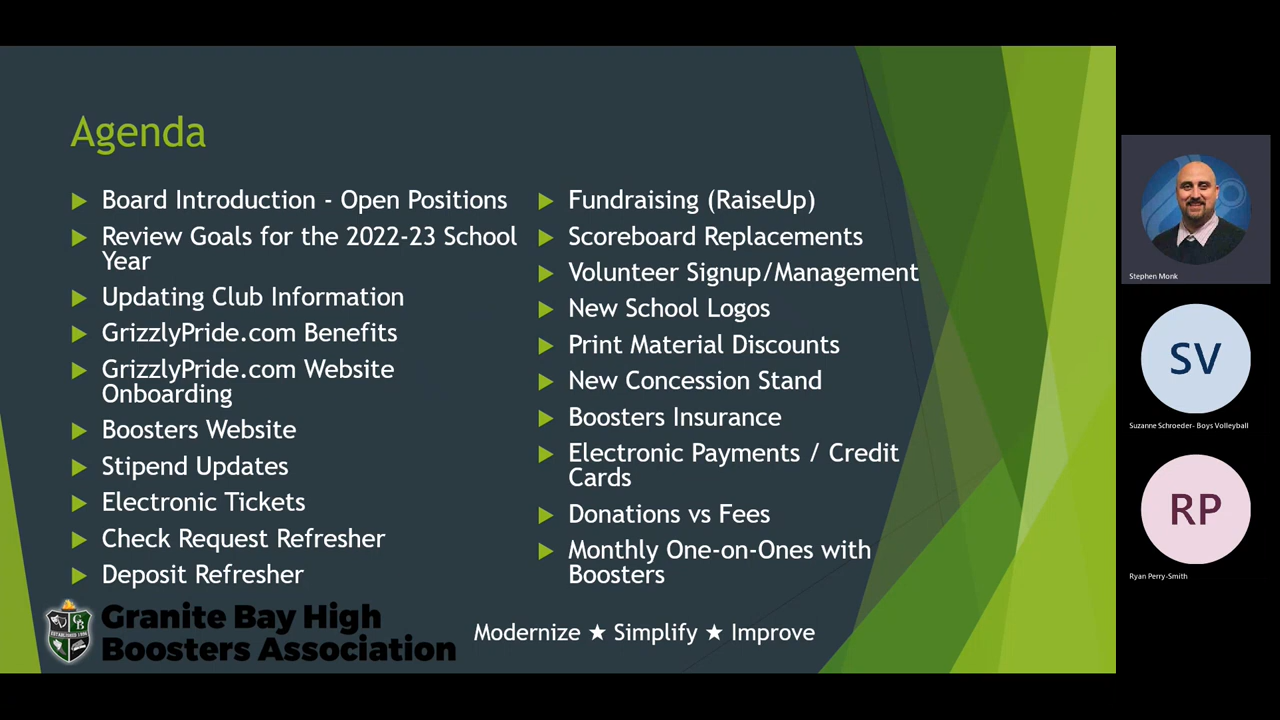 Agenda
Board Introduction - Open Positions
Review Goals for the 2022-23 School
Year
Updating Club Information
GrizzlyPride.com Benefits
GrizzlyPride.com Website
Onboarding
Boosters Website
Stipend Updates
Electronic Tickets
Check Request Refresher
Deposit Refresher
Fundraising (RaiseUp)
Scoreboard Replacements
Volunteer Signup/Management
New School Logos
Print Material Discounts
New Concession Stand
Boosters Insurance
Electronic Payments / Credit
Cards
Donations vs Fees
Monthly One-on-Ones with
Boosters
Granite Bay High
Boosters Association
Modernize ★ Simplify ★ Improve
Stephen Monk
SV
Suzanne Schroeder- Boys Volleyball
RP
Ryan Perry-Smith